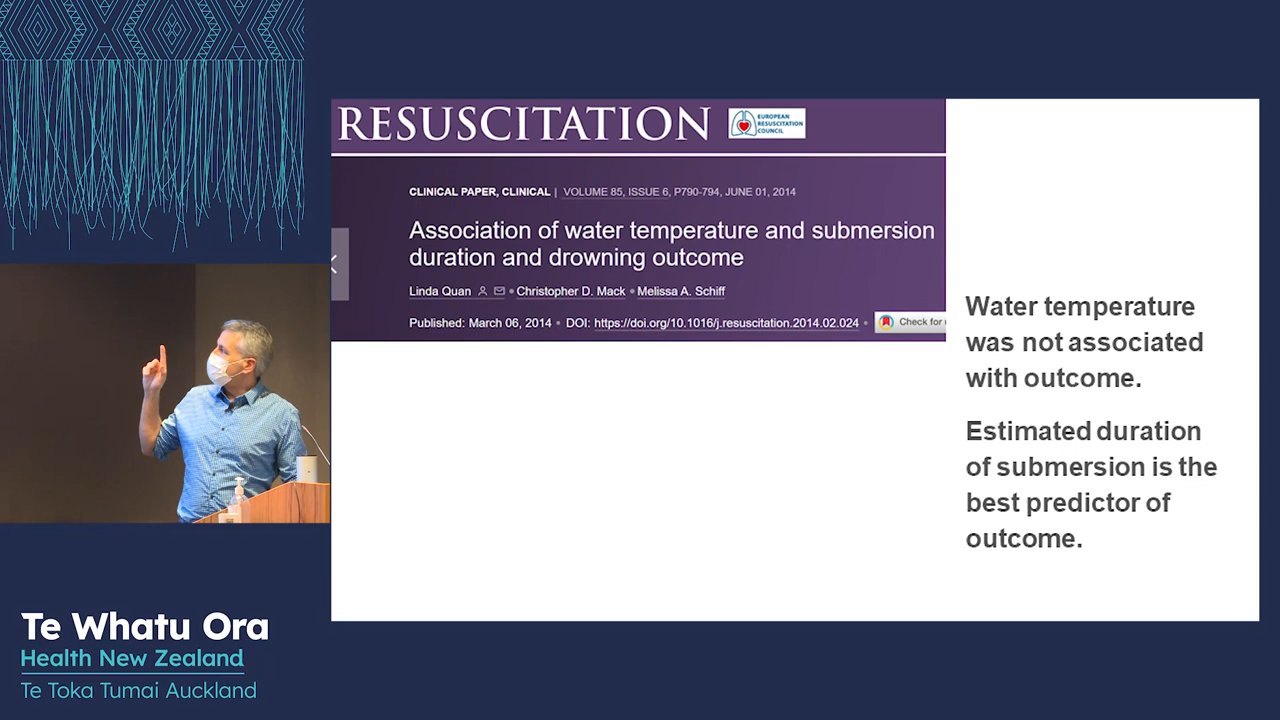 RESUSCITATION
EUROPEAN
RESUSCITATION
COUNCIL
CLINICAL PAPER, CLINICAL | VOLUME 85, ISSUE 6, P790-794, JUNE 01, 2014
Association of water temperature and submersion
duration and drowning outcome
Linda Quan • Christopher D. Mack • Melissa A. Schiff
Published: March 06, 2014 • DOI: https://doi.org/10.1016/j.resuscitation.2014.02.024 •
Check for
Water temperature
was not associated
with outcome.
Estimated duration
of submersion is the
best predictor of
outcome.
Te Whatu Ora
Health New Zealand
Te Toka Tumai Auckland